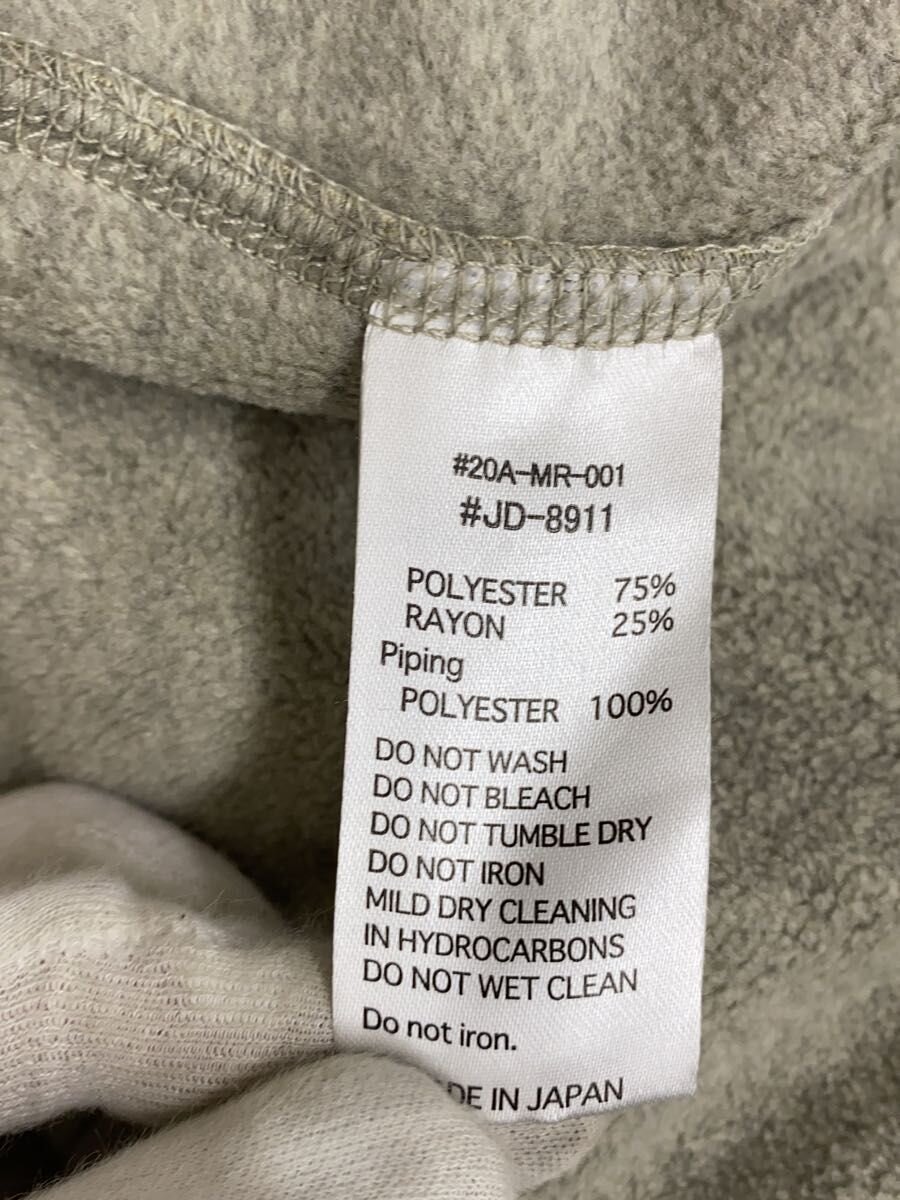 #20A-MR-001
#JD-8911
POLYESTER 75%
RAYON 25%
Piping
POLYESTER 100%
DO NOT WASH
DO NOT BLEACH
DO NOT TUMBLE DRY
DO NOT IRON
MILD DRY CLEANING
IN HYDROCARBONS
DO NOT WET CLEAN
Do not iron.
DE IN JAPAN